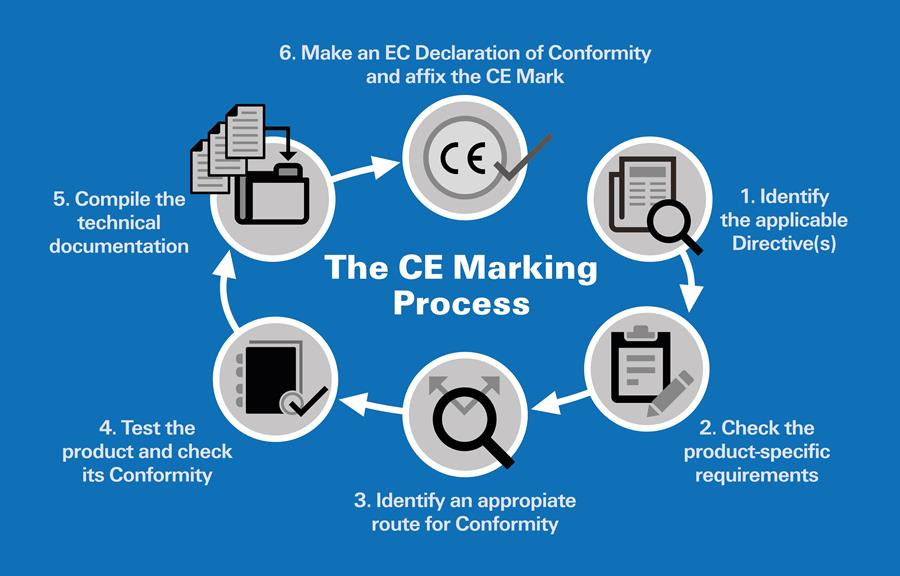 The CE Marking
Process
1. Identify
the applicable
Directive(s)
2. Check the
product-specific
requirements
3. Identify an appropiate
route for Conformity
4. Test the
product and check
its Conformity
5. Compile the
technical
documentation
6. Make an EC Declaration of Conformity
and affix the CE Mark
CE